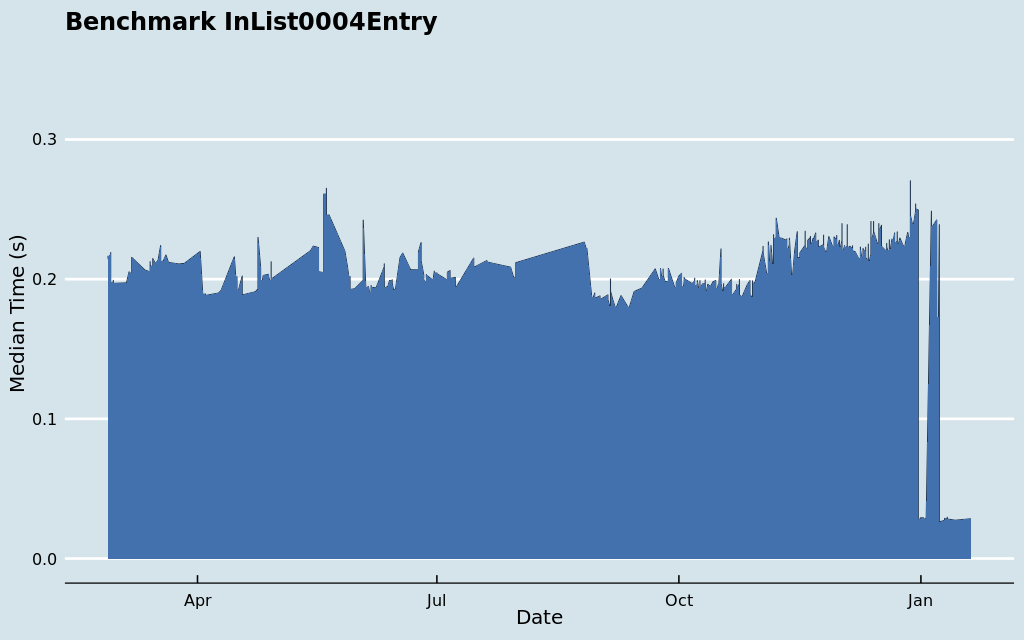 Benchmark InList0004Entry
Median Time (s)
0.3
0.2
0.1
0.0
Apr
Jul
Oct
Jan
Date